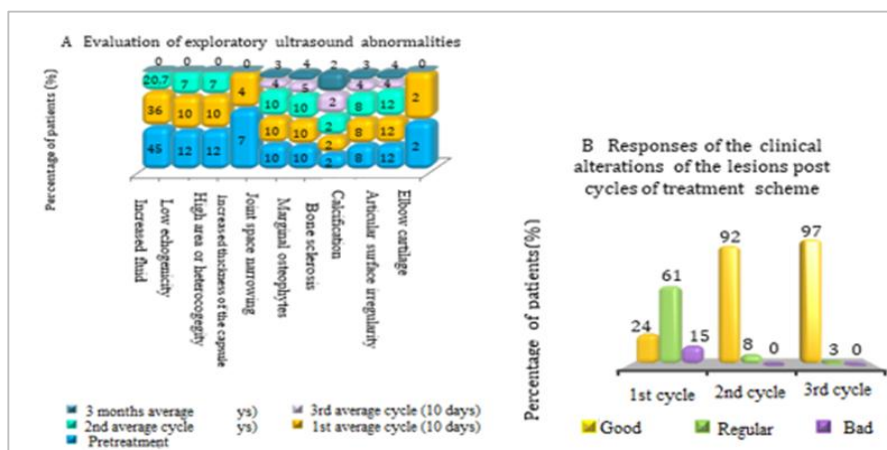 A Evaluation of exploratory ultrasound abnormalities
Percentage of patients (%)
0 0 0 0 3 4 2 3 4 0
20.7 7 7 4 5 2 4 4
36 10 10 4 10 10 2 8 12 2
45 12 12 7 10 10 2 8 12 2
10 10 2 8 12
Increased fluid
Low echogenicity
High area or heterocogegity
Increased thickness of the capsule
Joint space narrowing
Marginal osteophytes
Bone sclerosis
Calcification
Articular surface irregularity
Elbow cartilage
3 months average ys) 3rd average cycle (10 days)
2nd average cycle ys) 1st average cycle (10 days)
Pretreatment
B Responses of the clinical
alterations of the lesions post
cycles of treatment scheme
Percentage of patients(%)
24 61 15 92 8 0 97 3 0
1st cycle 2nd cycle 3rd cycle
Good Regular Bad